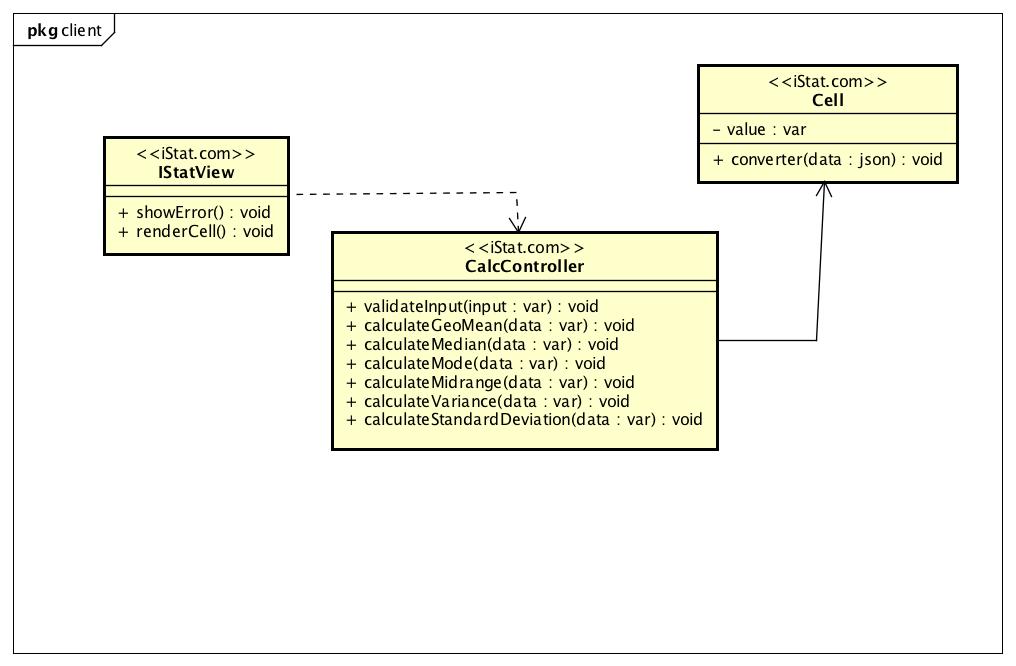 pkg client
<<iStat.com>>
IStatView
+ showError() : void
+ renderCell() : void
<<iStat.com>>
Cell
- value : var
+ converter(data : json) : void
<<iStat.com>>
CalcController
+ validateInput(input : var) : void
+ calculateGeoMean(data : var) : void
+ calculateMedian(data : var) : void
+ calculateMode(data : var) : void
+ calculateMidrange(data : var) : void
+ calculateVariance(data : var) : void
+ calculateStandardDeviation(data : var) : void